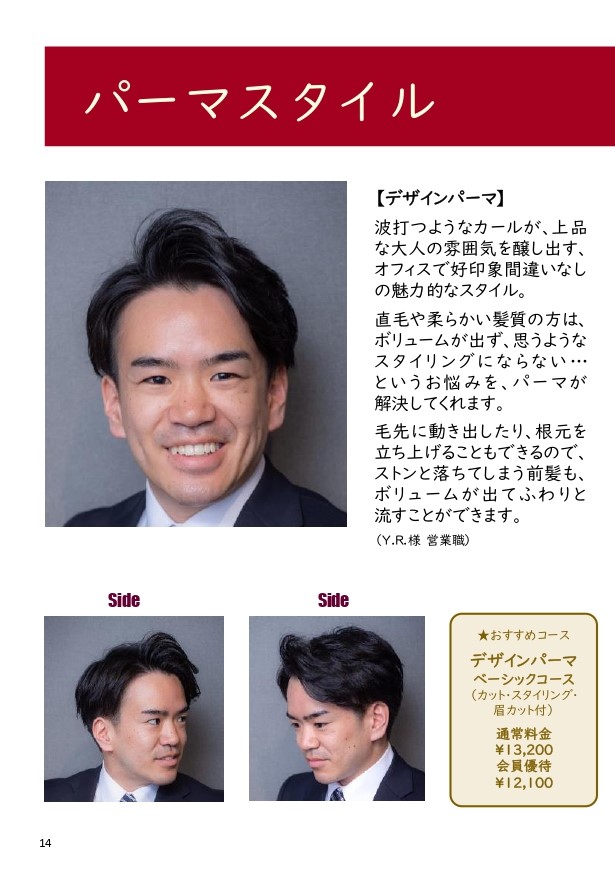 パーマスタイル
【デザインパーマ】
波打つようなカールが、上品
な大人の雰囲気を醸し出す、
オフィスで好印象間違いなし
の魅力的なスタイル。
直毛や柔らかい髪質の方は、
ボリュームが出ず、思うような
スタイリングにならない…
というお悩みを、パーマが
解決してくれます。
毛先に動き出したり、根元を
立ち上げることもできるので、
ストンと落ちてしまう前髪も、
ボリュームが出てふわりと
流すことができます。
（Y.R.様 営業職）
Side
Side
★おすすめコース
デザインパーマ
ベーシックコース
（カット・スタイリング・
眉カット付）
通常料金
¥13,200
会員優待
¥12,100
14